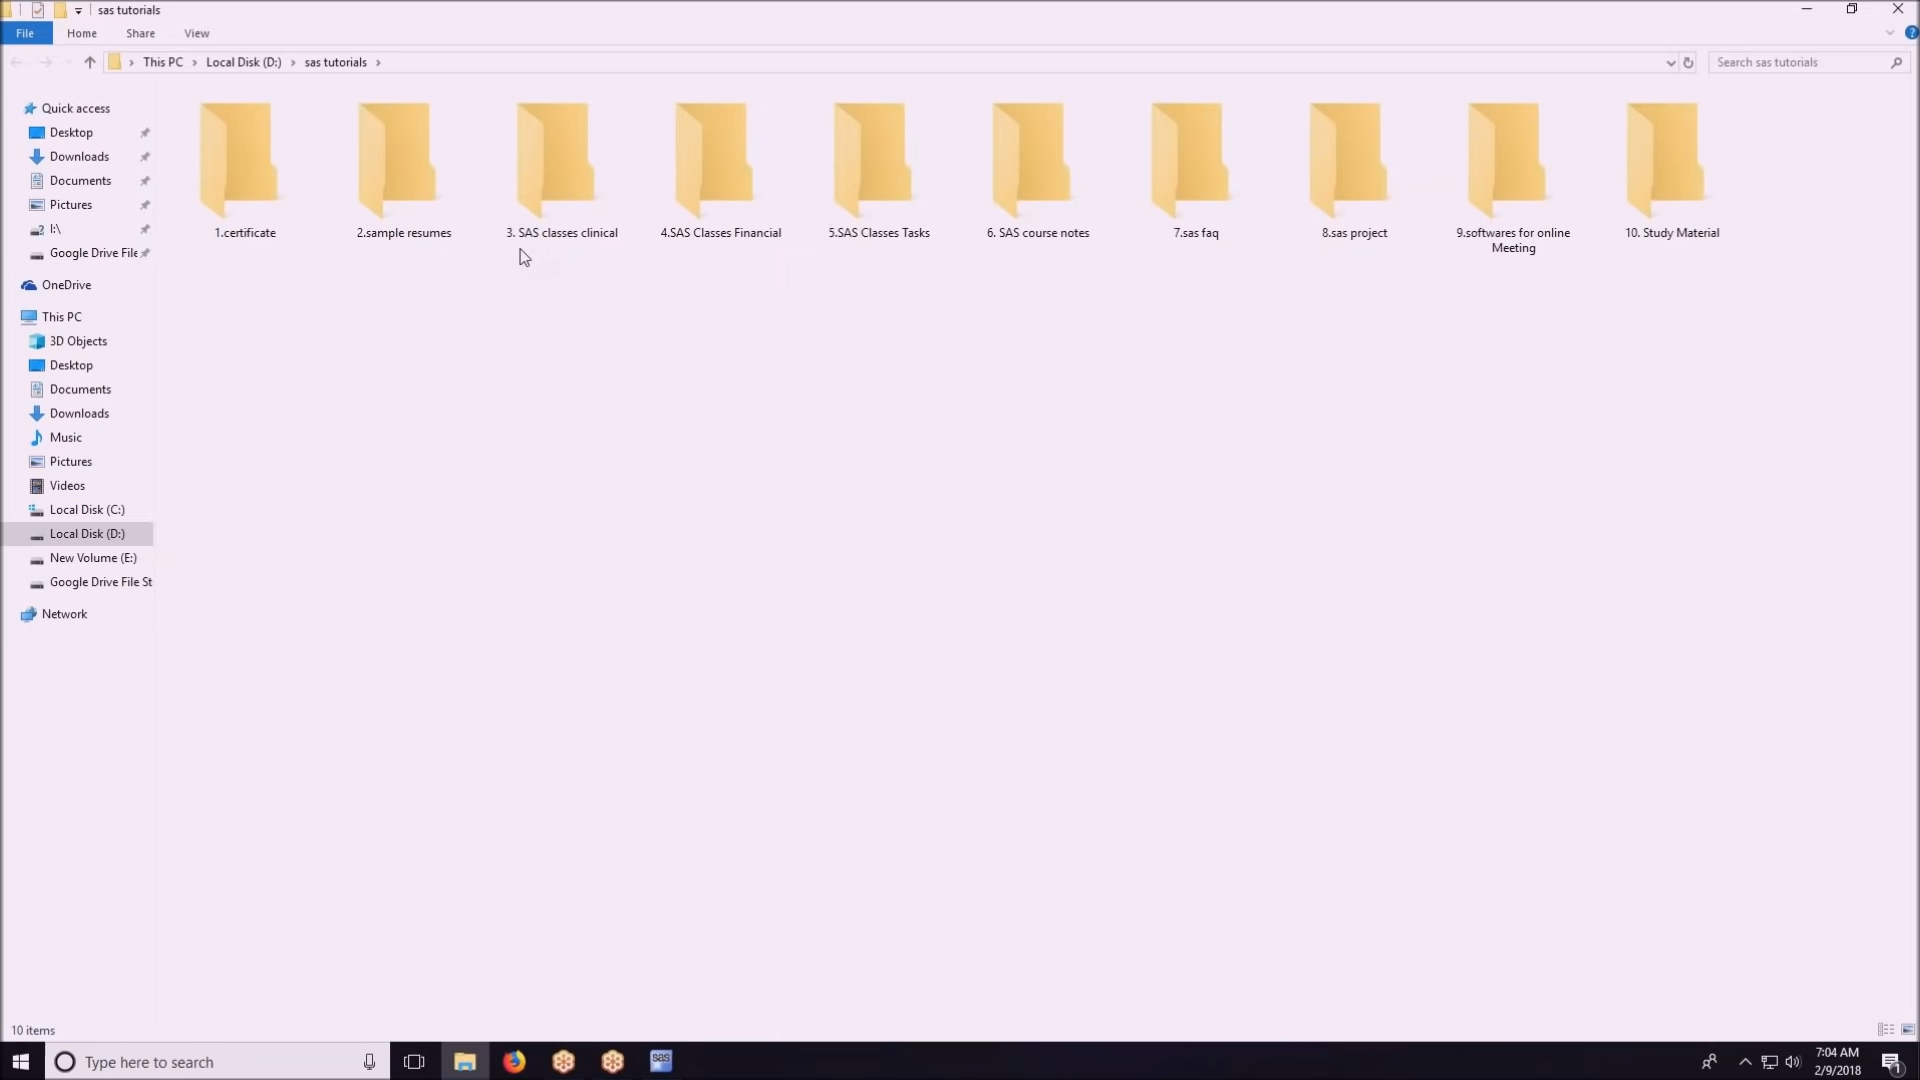 sas tutorials
File Home Share View
This PC Local Disk (D:) sas tutorials
Search sas tutorials
Quick access
Desktop
Downloads
Documents
Pictures
I:\
Google Drive File
OneDrive
This PC
3D Objects
Desktop
Documents
Downloads
Music
Pictures
Videos
Local Disk (C:)
Local Disk (D:)
New Volume (E:)
Google Drive File St
Network
1.certificate
2.sample resumes
3. SAS classes clinical
4.SAS Classes Financial
5.SAS Classes Tasks
6. SAS course notes
7.sas faq
8.sas project
9.softwares for online
Meeting
10. Study Material
10 items
Type here to search
sas
7:04 AM
2/9/2018
1